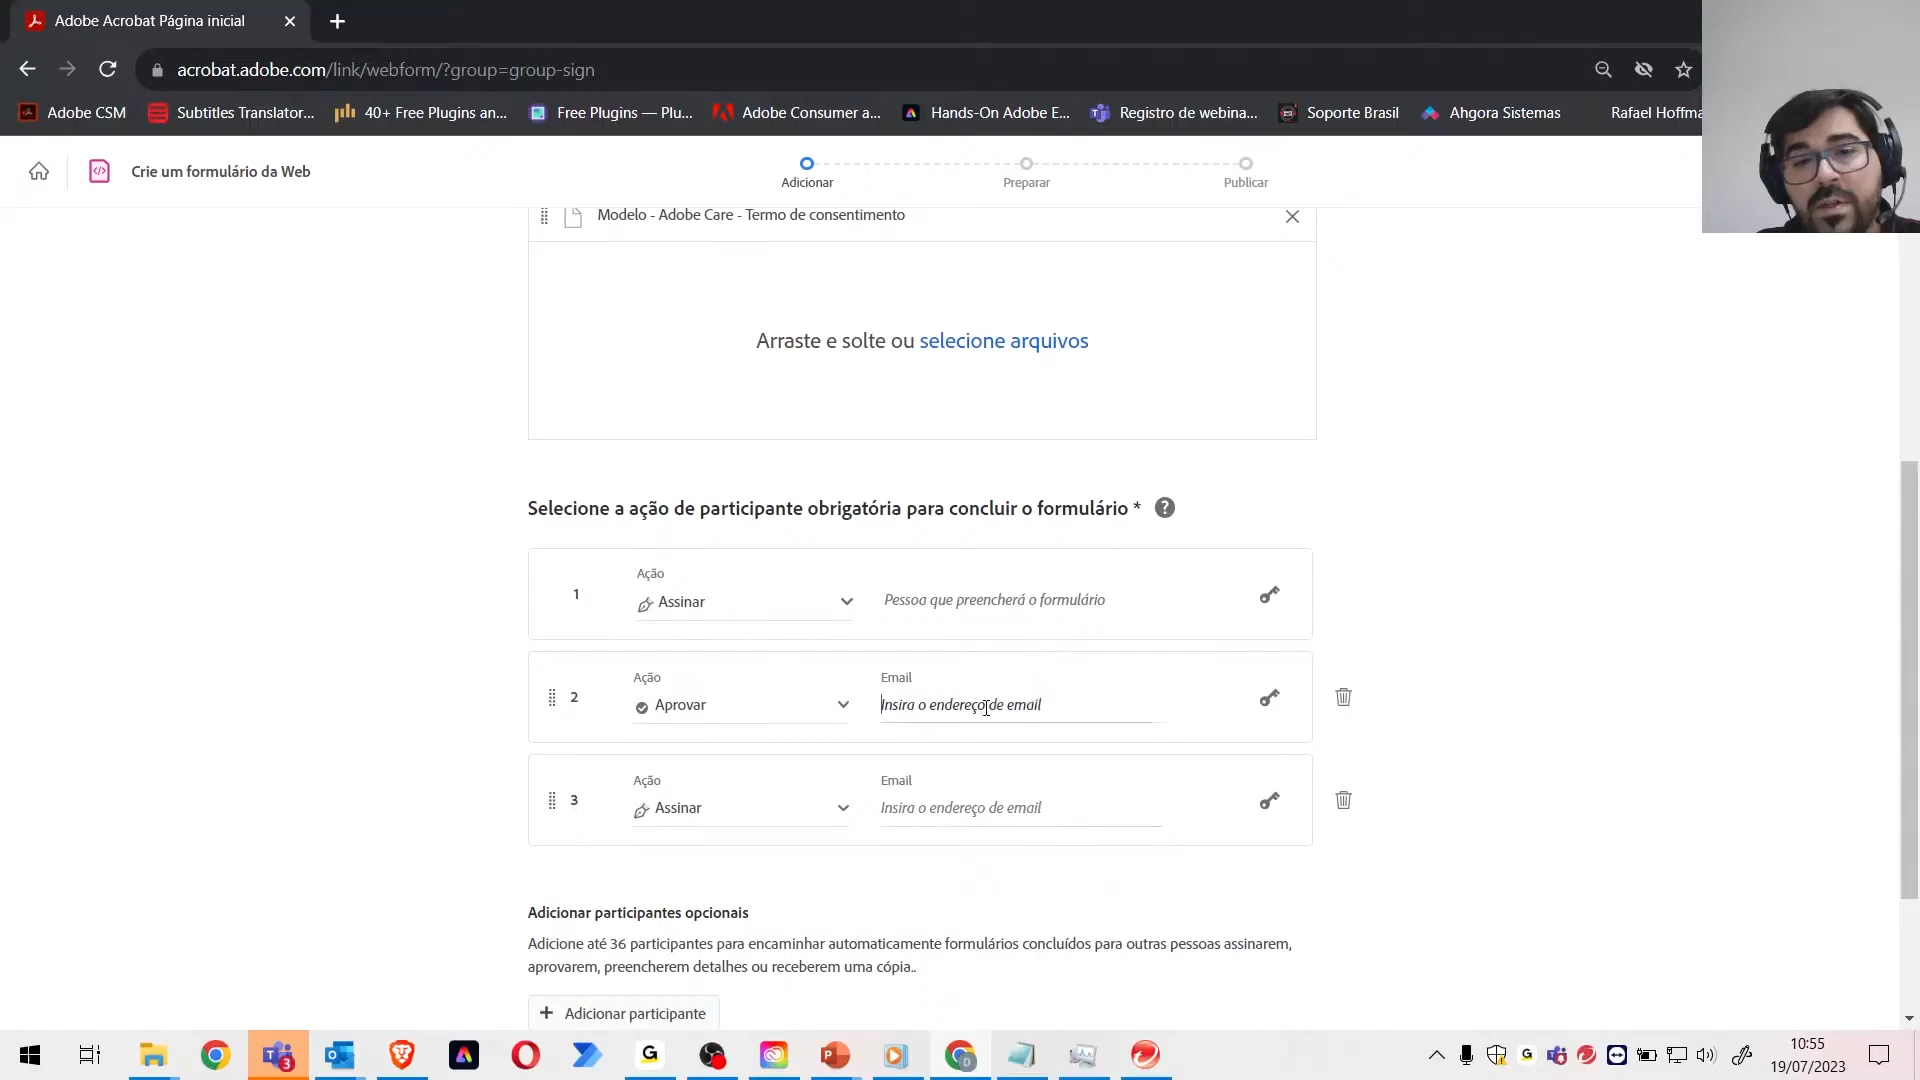 Adobe Acrobat Página inicial
acrobat.adobe.com/link/webform/?group=group-sign
Adobe CSM
Subtitles Translator...
40+ Free Plugins an...
Free Plugins — Plu...
Adobe Consumer a...
Hands-On Adobe E...
Registro de webina...
Soporte Brasil
Ahgora Sistemas
Rafael Hoffma
Crie um formulário da Web
Adicionar
Preparar
Publicar
Modelo - Adobe Care - Termo de consentimento
Arraste e solte ou selecione arquivos
Selecione a ação de participante obrigatória para concluir o formulário * ?
Ação
1
Assinar
Pessoa que preencherá o formulário
Ação
Email
2
Aprovar
Insira o endereço de email
Ação
Email
3
Assinar
Insira o endereço de email
Adicionar participantes opcionais
Adicione até 36 participantes para encaminhar automaticamente formulários concluídos para outras pessoas assinarem,
aprovarem, preencherem detalhes ou receberem uma cópia..
+ Adicionar participante
10:55
19/07/2023